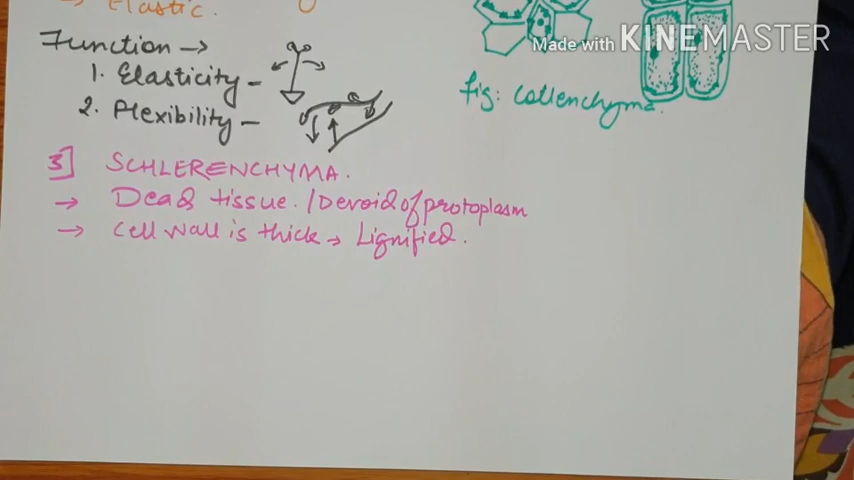 → Elastic.
Function →
1. Elasticity -
2. Flexibility -
Made with KINEMASTER
fig: Collenchyma.
3] SCHLERENCHYMA.
→ Dead tissue. / Devoid of protoplasm
→ Cell wall is thick → Lignified.